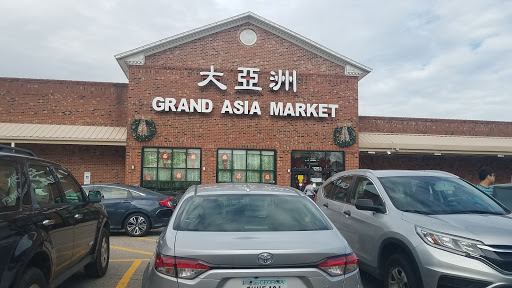 大亞洲
GRAND ASIA MARKET